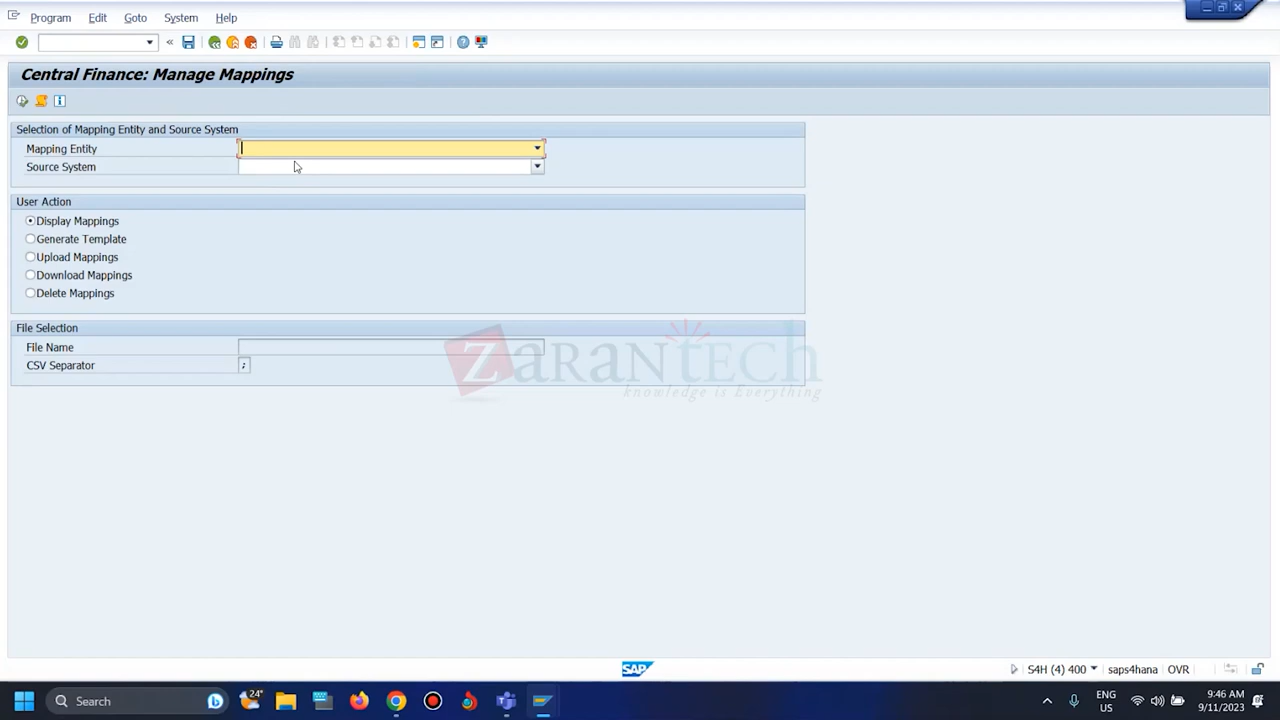 Program Edit Goto System Help
Central Finance: Manage Mappings
Selection of Mapping Entity and Source System
Mapping Entity
Source System
User Action
Display Mappings
Generate Template
Upload Mappings
Download Mappings
Delete Mappings
File Selection
File Name
CSV Separator ;
zarantech
knowledge is Everything
SAP S4H (4) 400 saps4hana OVR
Search 24° ENG US 9:46 AM 9/11/2023